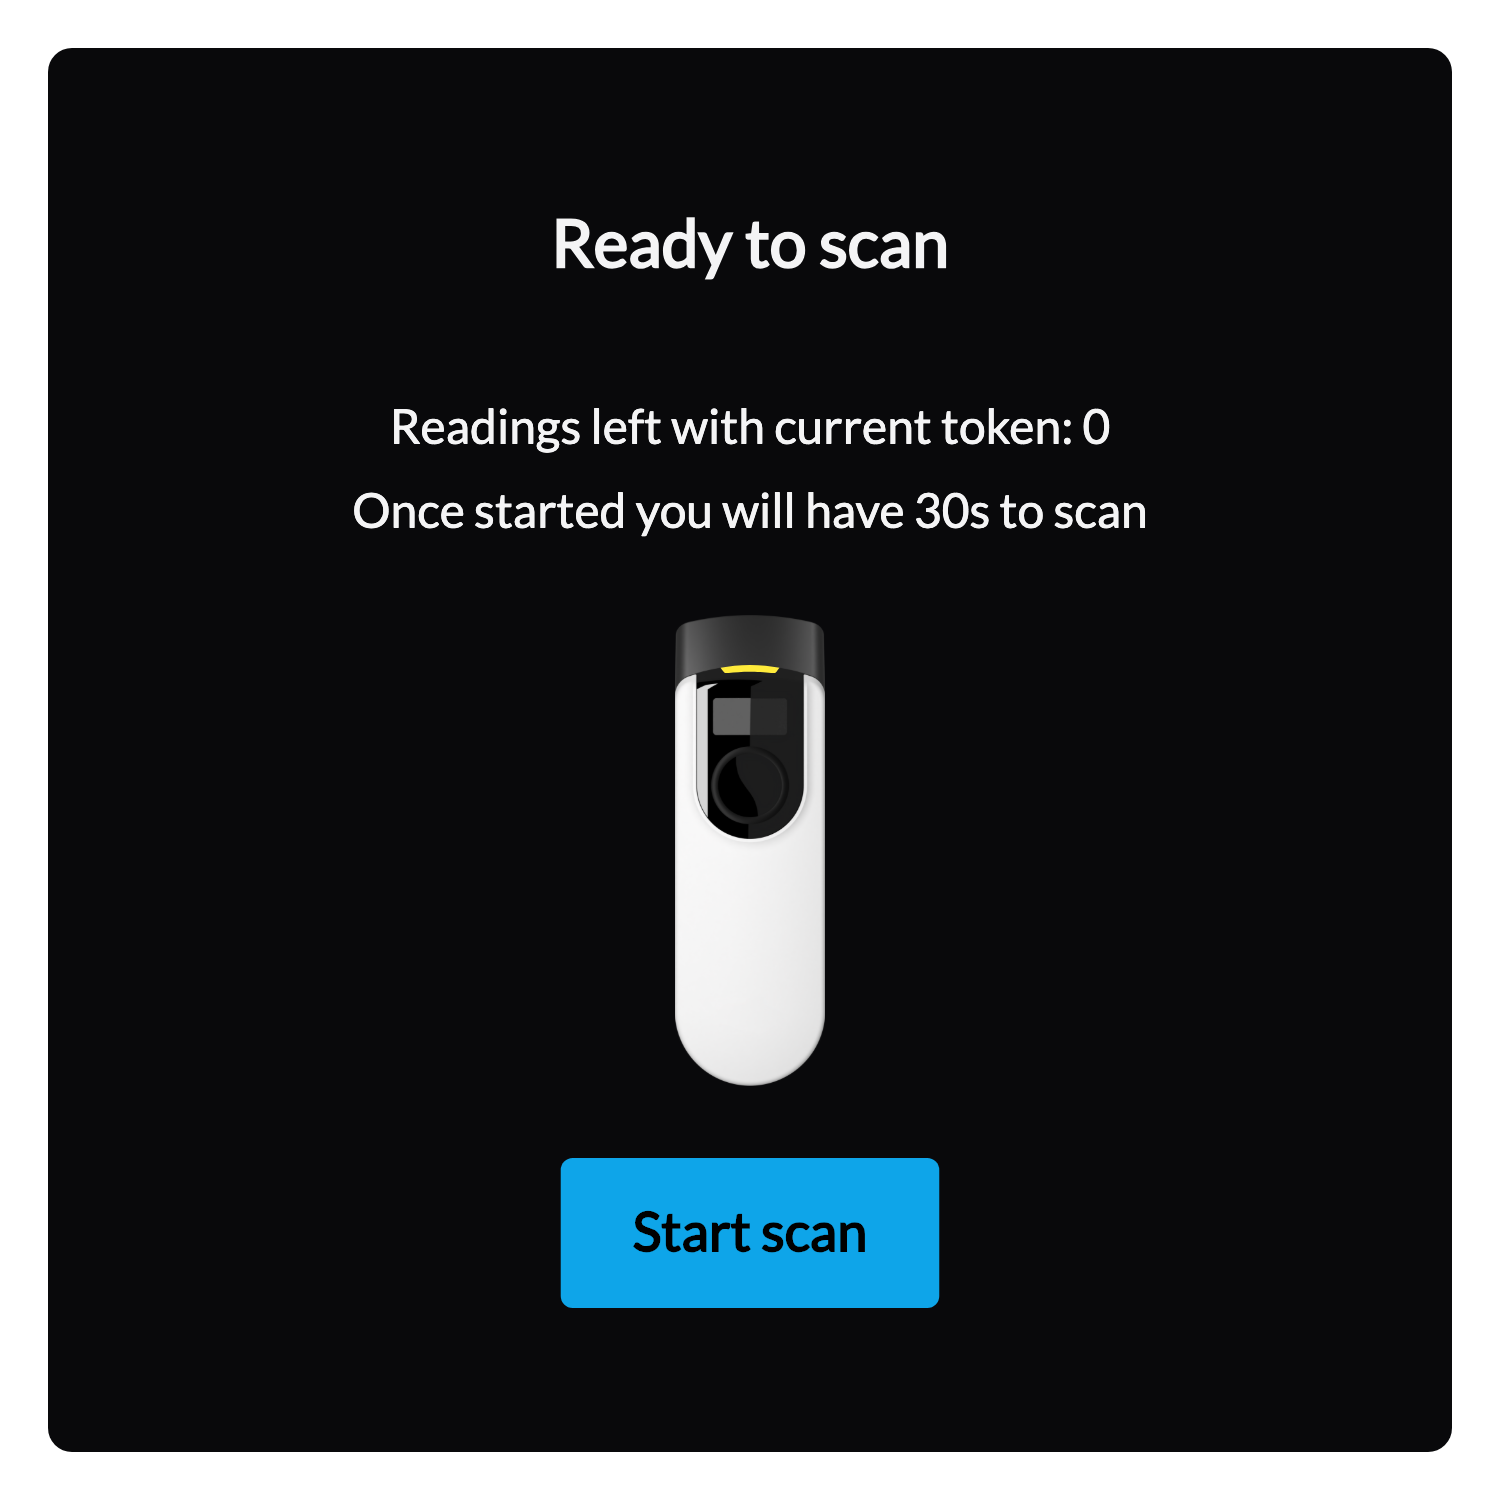 Ready to scan
Readings left with current token: 0
Once started you will have 30s to scan
Start scan